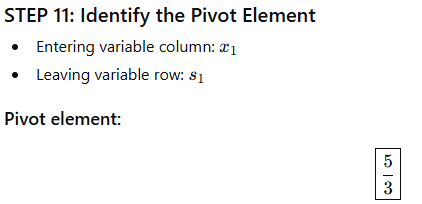 STEP 11: Identify the Pivot Element
• Entering variable column: x₁
• Leaving variable row: s₁
Pivot element:
5/3